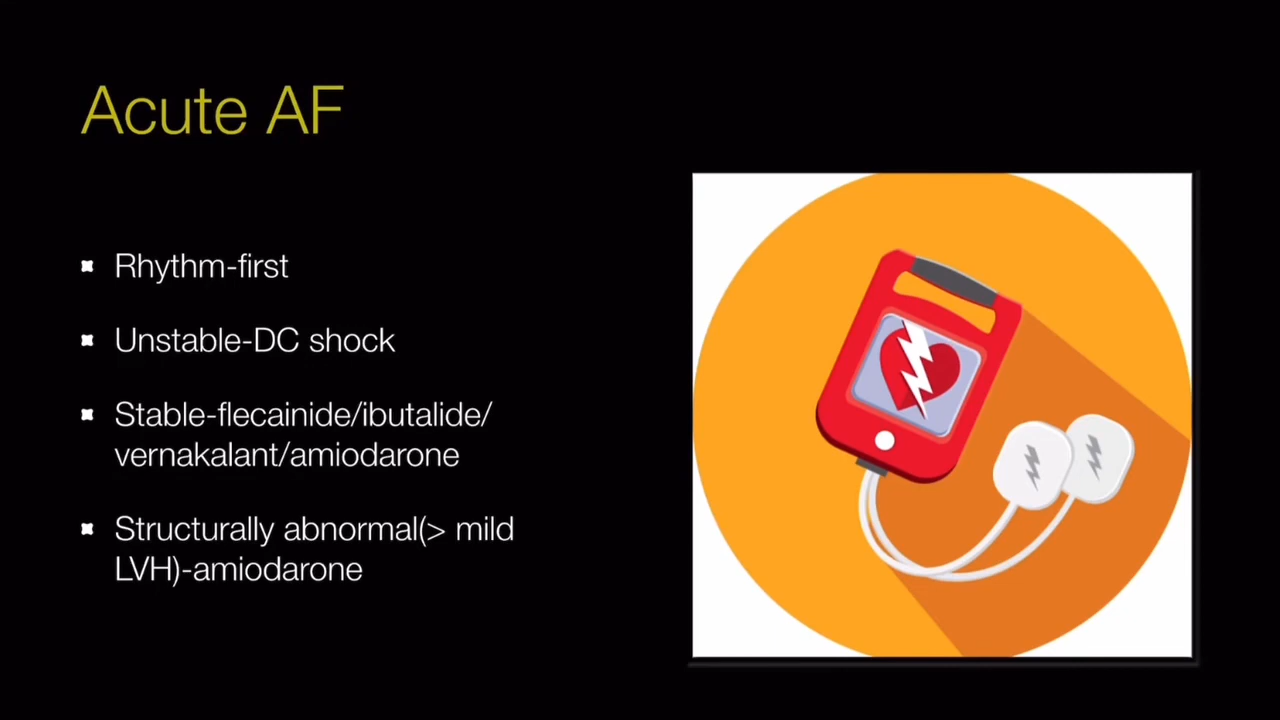 Acute AF
Rhythm-first
Unstable-DC shock
Stable-flecainide/ibutalide/
vernakalant/amiodarone
Structurally abnormal(> mild
LVH)-amiodarone